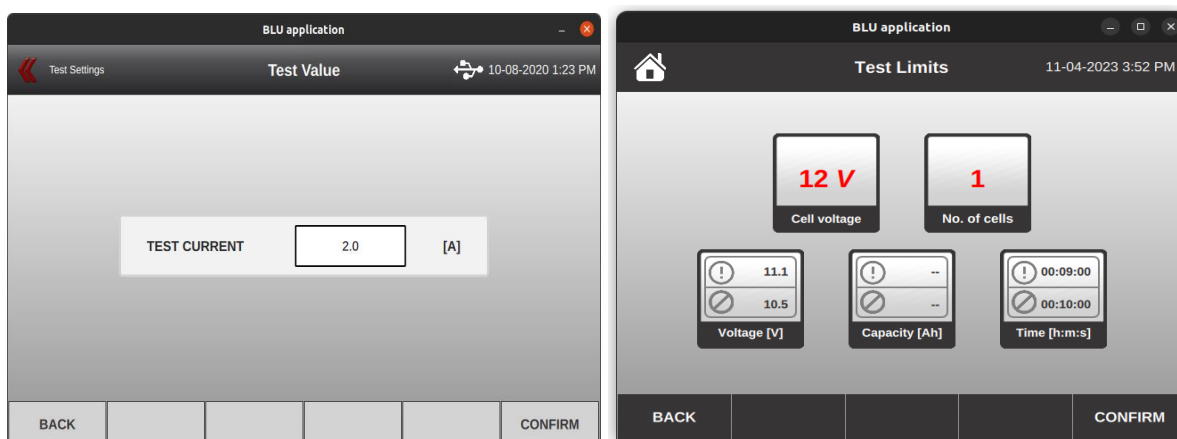 BLU application
Test Settings
Test Value
10-08-2020 1:23 PM
TEST CURRENT
2.0
[A]
BACK
CONFIRM
BLU application
Test Limits
11-04-2023 3:52 PM
12 V
Cell voltage
1
No. of cells
11.1
10.5
Voltage [V]
--
--
Capacity [Ah]
00:09:00
00:10:00
Time [h:m:s]
BACK
CONFIRM